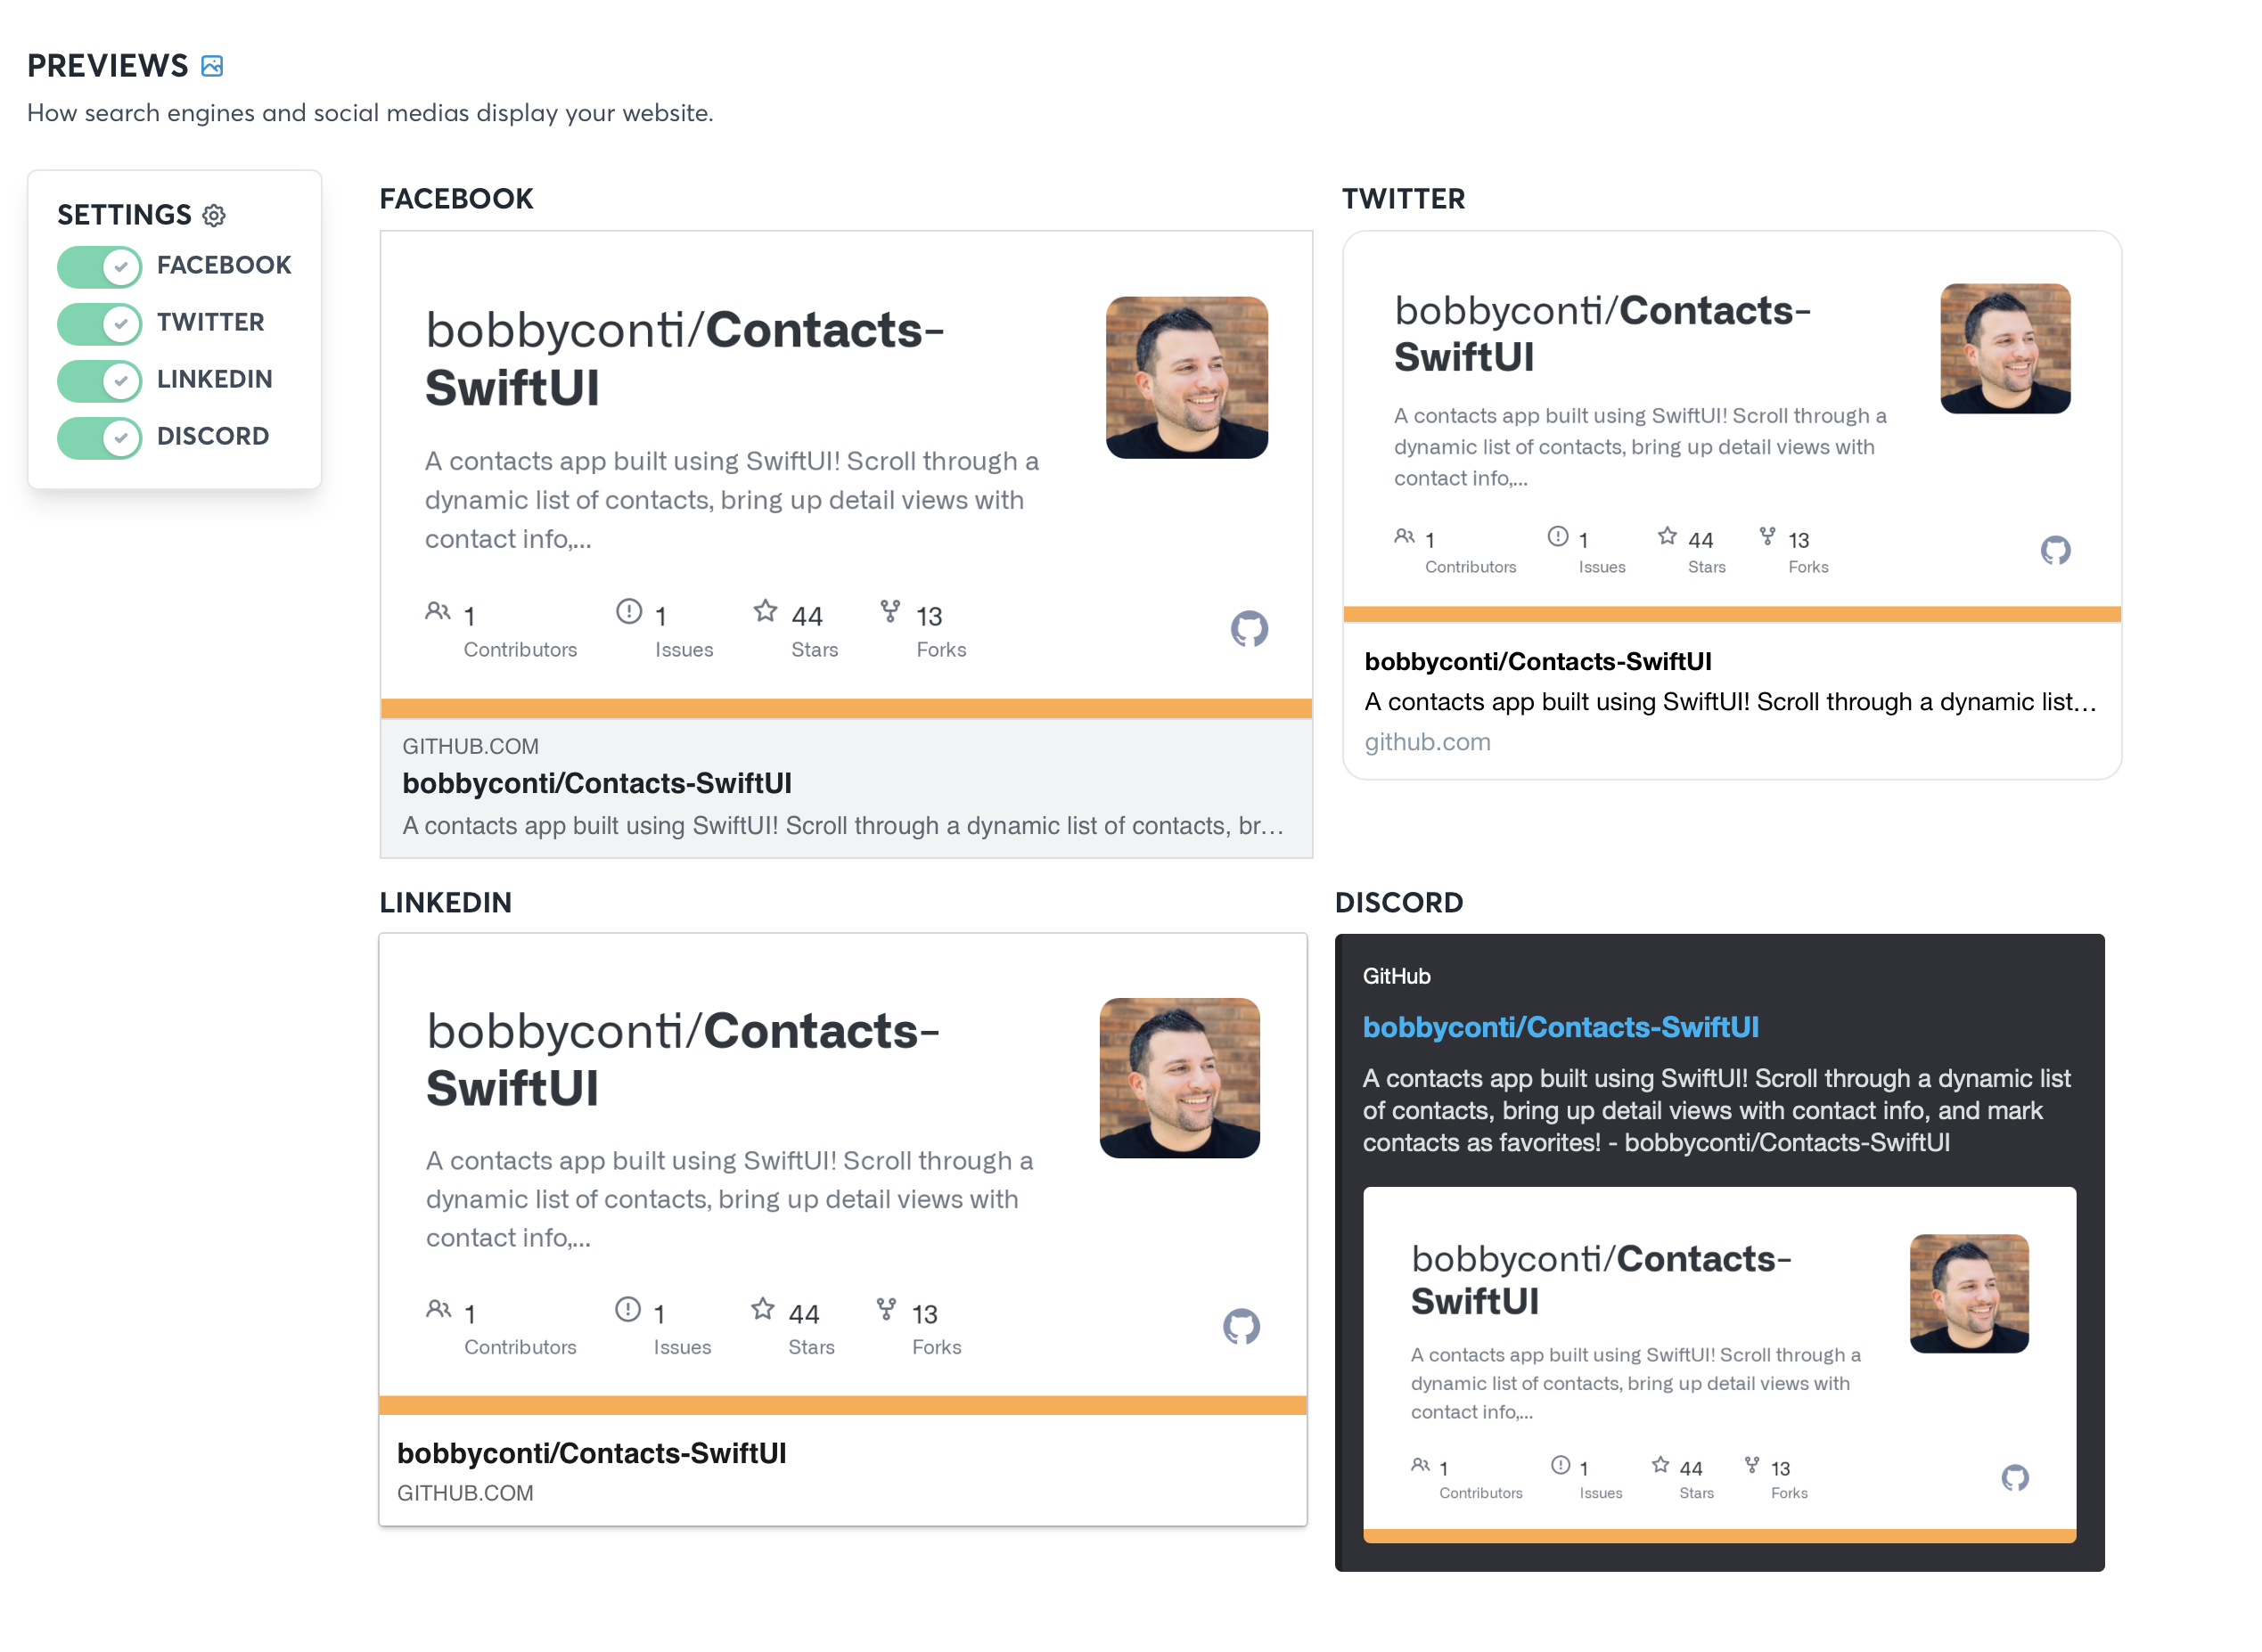 PREVIEWS
How search engines and social medias display your website.
SETTINGS
FACEBOOK
TWITTER
LINKEDIN
DISCORD
FACEBOOK
bobbyconti/Contacts-
SwiftUI
A contacts app built using SwiftUI! Scroll through a
dynamic list of contacts, bring up detail views with
contact info,...
1 1 44 13
Contributors Issues Stars Forks
GITHUB.COM
bobbyconti/Contacts-SwiftUI
A contacts app built using SwiftUI! Scroll through a dynamic list of contacts, br...
TWITTER
bobbyconti/Contacts-
SwiftUI
A contacts app built using SwiftUI! Scroll through a
dynamic list of contacts, bring up detail views with
contact info,...
1 1 44 13
Contributors Issues Stars Forks
bobbyconti/Contacts-SwiftUI
A contacts app built using SwiftUI! Scroll through a dynamic list...
github.com
LINKEDIN
bobbyconti/Contacts-
SwiftUI
A contacts app built using SwiftUI! Scroll through a
dynamic list of contacts, bring up detail views with
contact info,...
1 1 44 13
Contributors Issues Stars Forks
bobbyconti/Contacts-SwiftUI
GITHUB.COM
DISCORD
GitHub
bobbyconti/Contacts-SwiftUI
A contacts app built using SwiftUI! Scroll through a dynamic list
of contacts, bring up detail views with contact info, and mark
contacts as favorites! - bobbyconti/Contacts-SwiftUI
bobbyconti/Contacts-
SwiftUI
A contacts app built using SwiftUI! Scroll through a
dynamic list of contacts, bring up detail views with
contact info,...
1 1 44 13
Contributors Issues Stars Forks